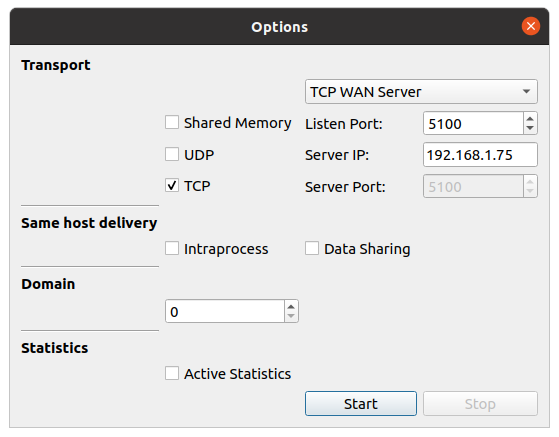 Options
Transport
TCP WAN Server
Shared Memory Listen Port: 5100
UDP Server IP: 192.168.1.75
TCP Server Port: 5100
Same host delivery
Intraprocess Data Sharing
Domain
0
Statistics
Active Statistics
Start Stop